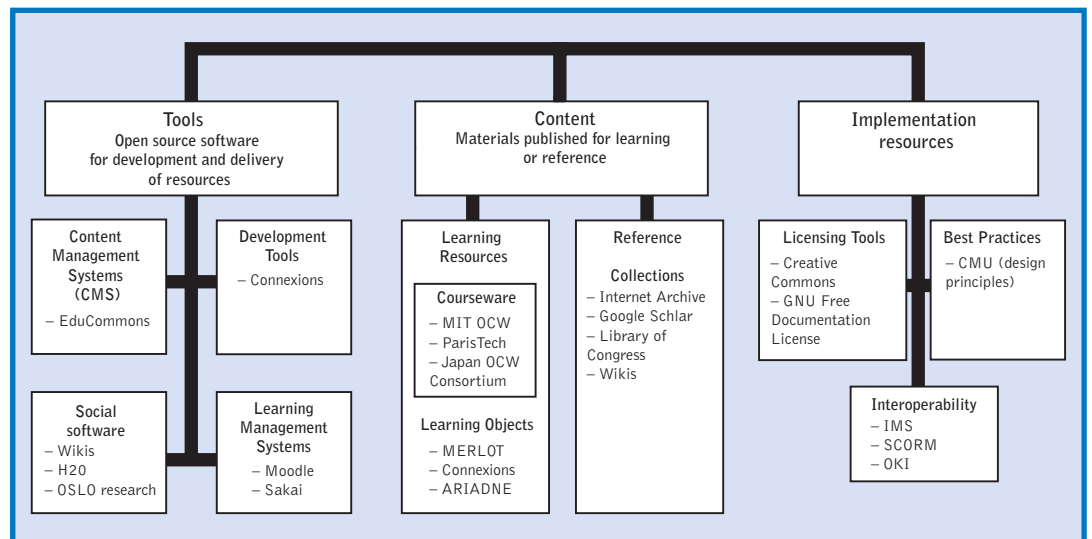 Tools
Open source software
for development and delivery
of resources
Content
Materials published for learning
or reference
Implementation
resources
Content
Management
Systems
(CMS)
– EduCommons
Development
Tools
– Connexions
Social
software
– Wikis
– H20
– OSLO research
Learning
Management
Systems
– Moodle
– Sakai
Learning
Resources
Courseware
– MIT OCW
– ParisTech
– Japan OCW
Consortium
Learning Objects
– MERLOT
– Connexions
– ARIADNE
Reference
Collections
– Internet Archive
– Google Schlar
– Library of
Congress
– Wikis
Licensing Tools
– Creative
Commons
– GNU Free
Documentation
License
Best Practices
– CMU (design
principles)
Interoperability
– IMS
– SCORM
– OKI